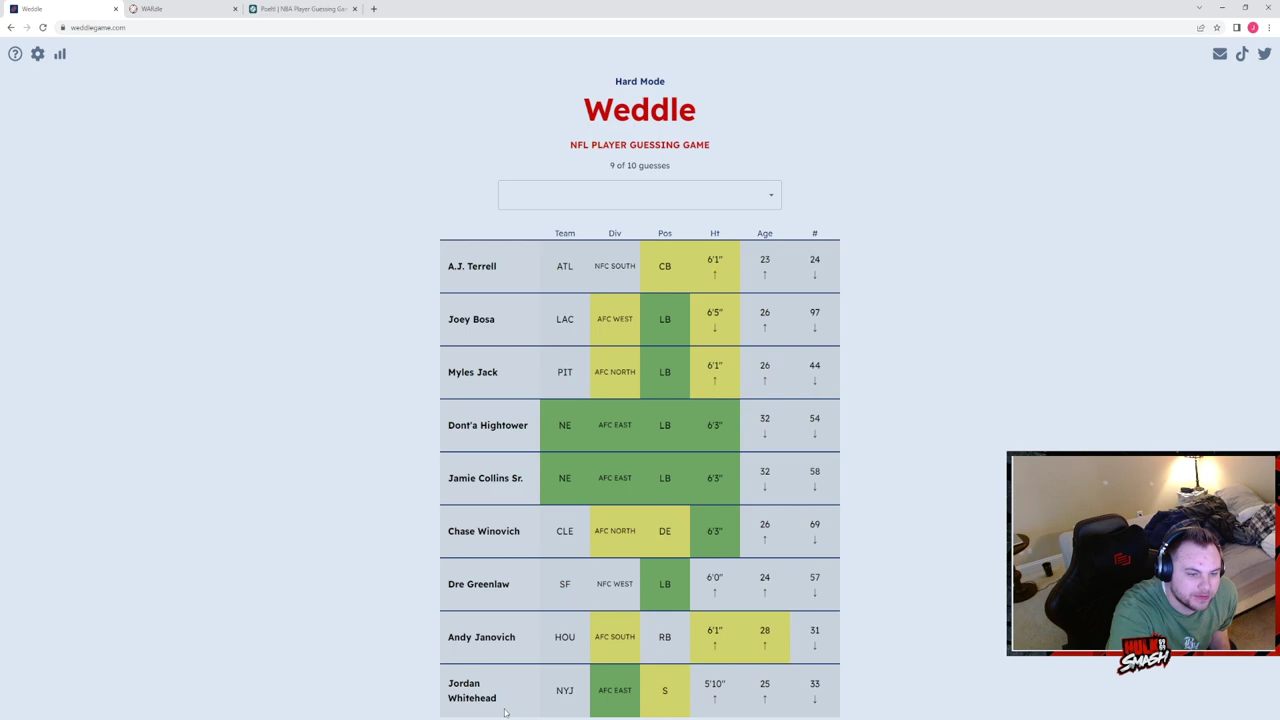 Weddle
WARdle
Poeltl | NBA Player Guessing Ga
weddlegame.com
J
Hard Mode
Weddle
NFL PLAYER GUESSING GAME
9 of 10 guesses
Team Div Pos Ht Age #
A.J. Terrell ATL NFC SOUTH CB 6'1" ↑ 23 ↑ 24 ↓
Joey Bosa LAC AFC WEST LB 6'5" ↓ 26 ↑ 97 ↓
Myles Jack PIT AFC NORTH LB 6'1" ↑ 26 ↑ 44 ↓
Dont'a Hightower NE AFC EAST LB 6'3" 32 ↓ 54 ↓
Jamie Collins Sr. NE AFC EAST LB 6'3" 32 ↓ 58 ↓
Chase Winovich CLE AFC NORTH DE 6'3" 26 ↑ 69 ↓
Dre Greenlaw SF NFC WEST LB 6'0" ↑ 24 ↑ 57 ↓
Andy Janovich HOU AFC SOUTH RB 6'1" ↑ 28 ↑ 31 ↓
Jordan Whitehead NYJ AFC EAST S 5'10" ↑ 25 ↑ 33 ↓
HULK
SMASH